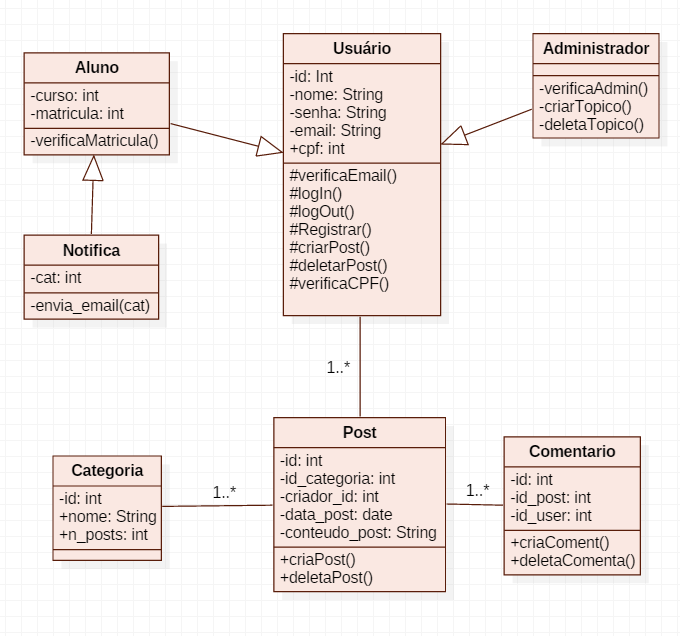 Aluno
-curso: int
-matricula: int
-verificaMatricula()
Usuário
-id: Int
-nome: String
-senha: String
-email: String
+cpf: int
#verificaEmail()
#logIn()
#logOut()
#Registrar()
#criarPost()
#deletarPost()
#verificaCPF()
Administrador
-verificaAdmin()
-criarTopico()
-deletaTopico()
Notifica
-cat: int
-envia_email(cat)
1..*
Categoria
-id: int
+nome: String
+n_posts: int
1..*
Post
-id: int
-id_categoria: int
-criador_id: int
-data_post: date
-conteudo_post: String
+criaPost()
+deletaPost()
1..*
Comentario
-id: int
-id_post: int
-id_user: int
+criaComent()
+deletaComenta()